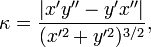 κ = |x′y″ − y′x″| / (x′² + y′²)^{3/2},